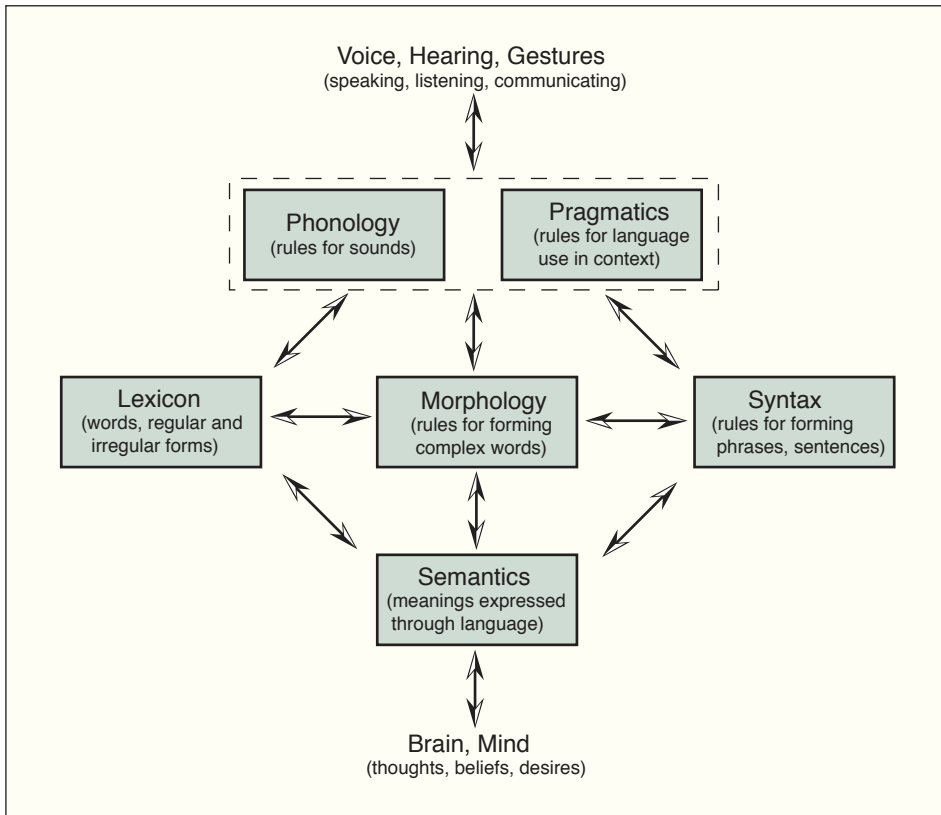 Voice, Hearing, Gestures
(speaking, listening, communicating)
Phonology
(rules for sounds)
Pragmatics
(rules for language
use in context)
Lexicon
(words, regular and
irregular forms)
Morphology
(rules for forming
complex words)
Syntax
(rules for forming
phrases, sentences)
Semantics
(meanings expressed
through language)
Brain, Mind
(thoughts, beliefs, desires)